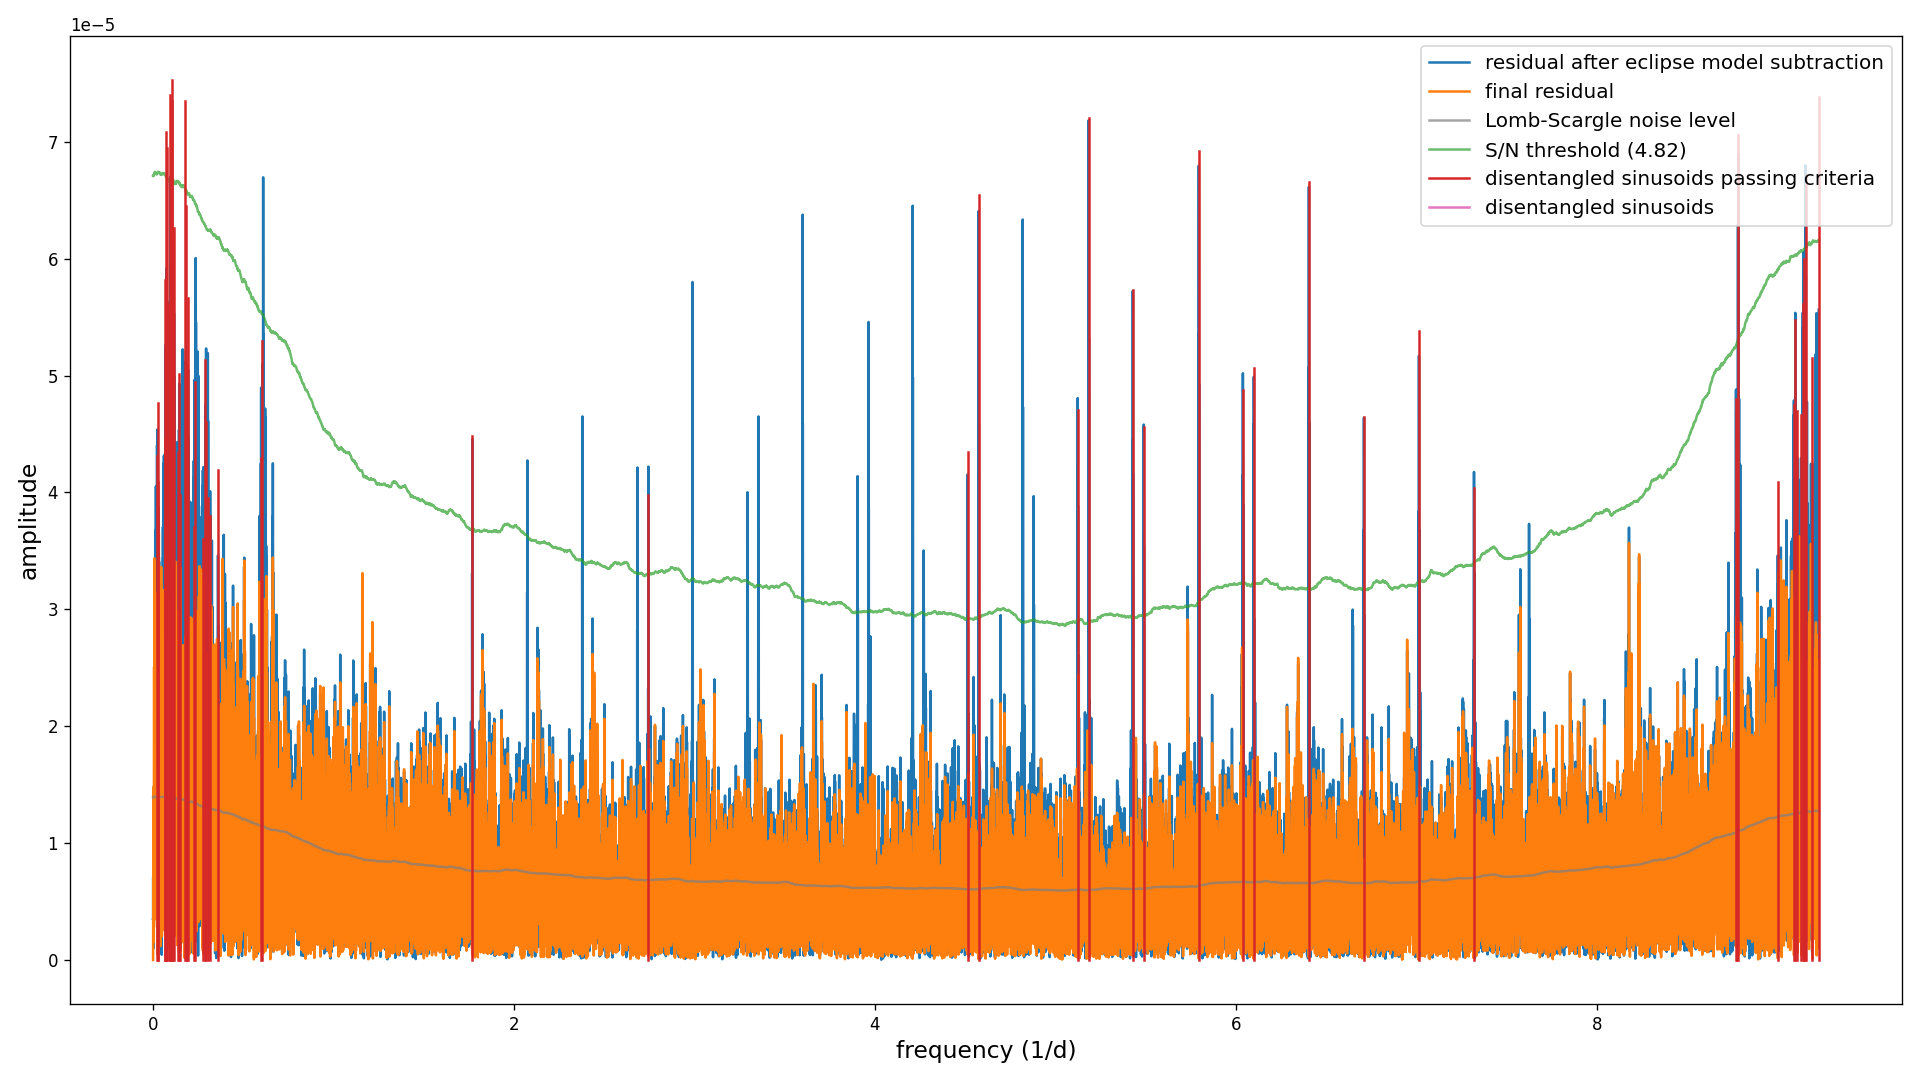 1e−5
residual after eclipse model subtraction
final residual
Lomb-Scargle noise level
S/N threshold (4.82)
disentangled sinusoids passing criteria
disentangled sinusoids
7
6
5
4
3
2
1
0
amplitude
0 2 4 6 8
frequency (1/d)